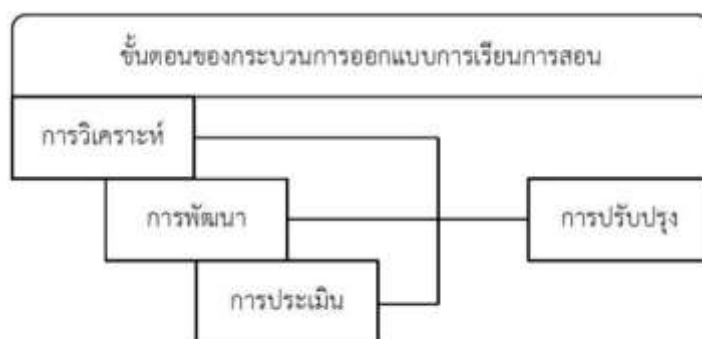 ขั้นตอนของกระบวนการออกแบบการเรียนการสอน
การวิเคราะห์
การพัฒนา
การปรับปรุง
การประเมิน